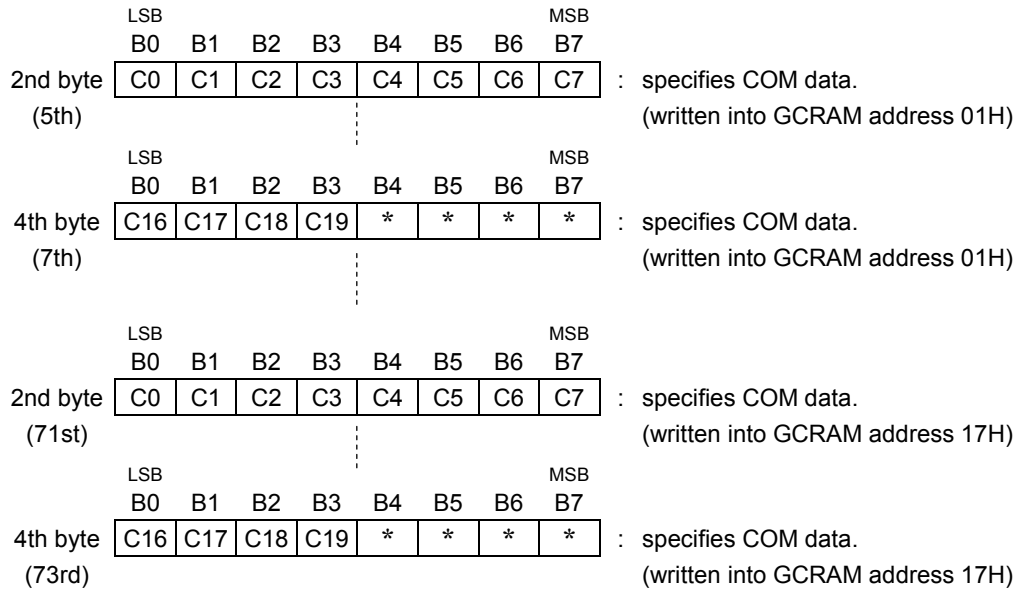 LSB MSB
B0 B1 B2 B3 B4 B5 B6 B7
2nd byte C0 C1 C2 C3 C4 C5 C6 C7 : specifies COM data.
(5th) (written into GCRAM address 01H)
LSB MSB
B0 B1 B2 B3 B4 B5 B6 B7
4th byte C16 C17 C18 C19 * * * * : specifies COM data.
(7th) (written into GCRAM address 01H)
LSB MSB
B0 B1 B2 B3 B4 B5 B6 B7
2nd byte C0 C1 C2 C3 C4 C5 C6 C7 : specifies COM data.
(71st) (written into GCRAM address 17H)
LSB MSB
B0 B1 B2 B3 B4 B5 B6 B7
4th byte C16 C17 C18 C19 * * * * : specifies COM data.
(73rd) (written into GCRAM address 17H)